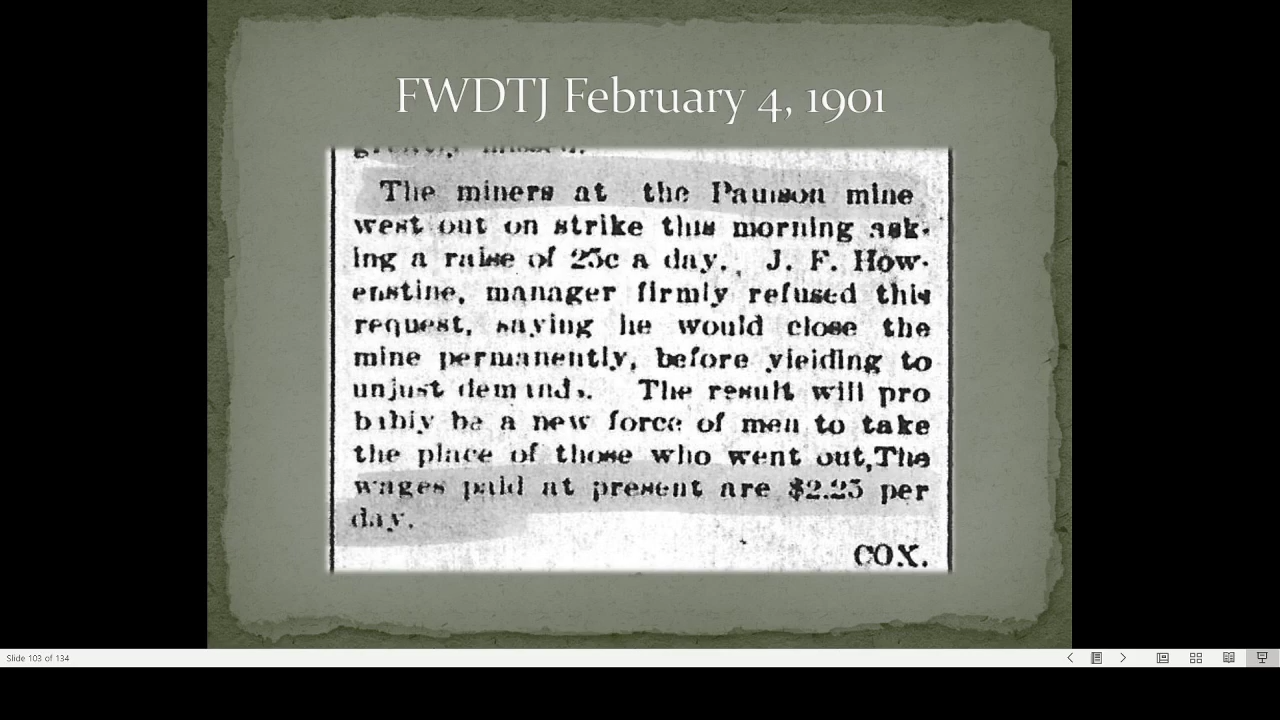 FWDTJ February 4, 1901
The miners at the Paulson mine
west out on strike this morning ask-
ing a raise of 25c a day. J. F. How-
enstine, manager firmly refused this
request, saying he would close the
mine permanently, before yielding to
unjust demands. The result will pro
bably be a new force of men to take
the place of those who went out,The
wages paid at present are $2.25 per
day.
COX.
Slide 103 of 134